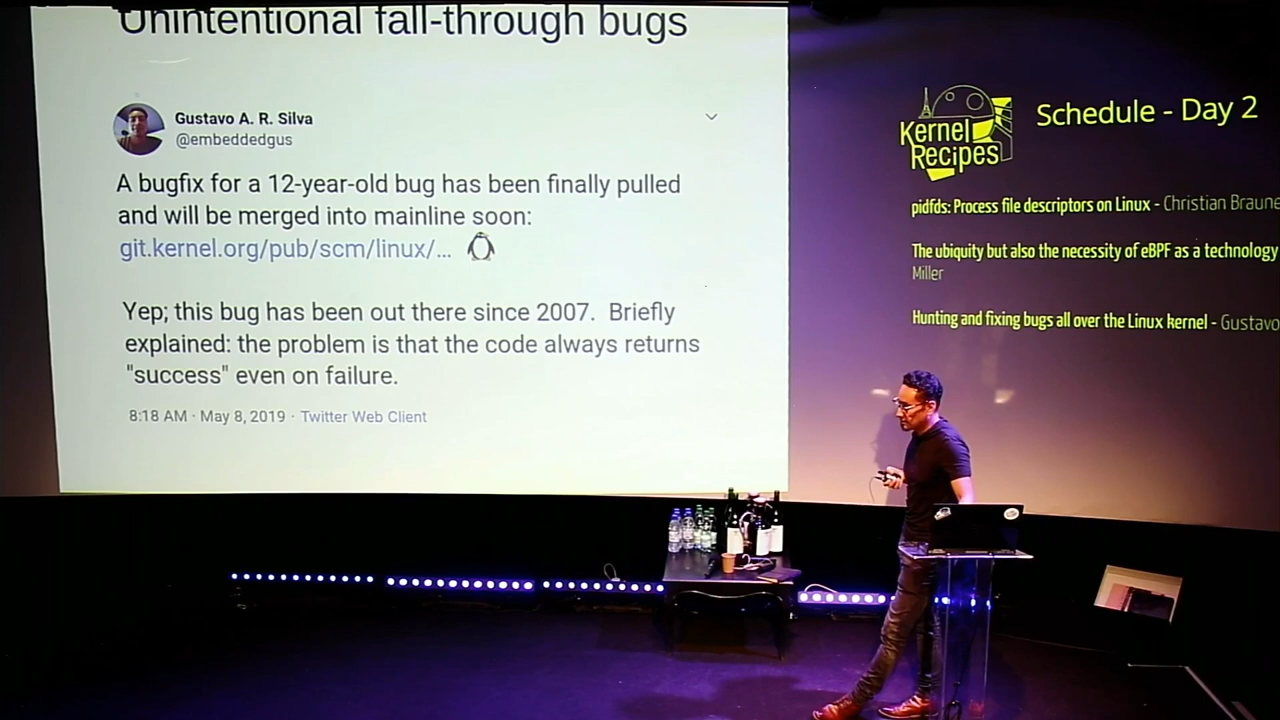 Unintentional fall-through bugs
Gustavo A. R. Silva
@embeddedgus
A bugfix for a 12-year-old bug has been finally pulled
and will be merged into mainline soon:
git.kernel.org/pub/scm/linux/…
Yep; this bug has been out there since 2007. Briefly
explained: the problem is that the code always returns
"success" even on failure.
8:18 AM · May 8, 2019 · Twitter Web Client
Kernel
Recipes
Schedule - Day 2
pidfds: Process file descriptors on Linux - Christian Braune
The ubiquity but also the necessity of eBPF as a technology
Miller
Hunting and fixing bugs all over the Linux kernel - Gustavo